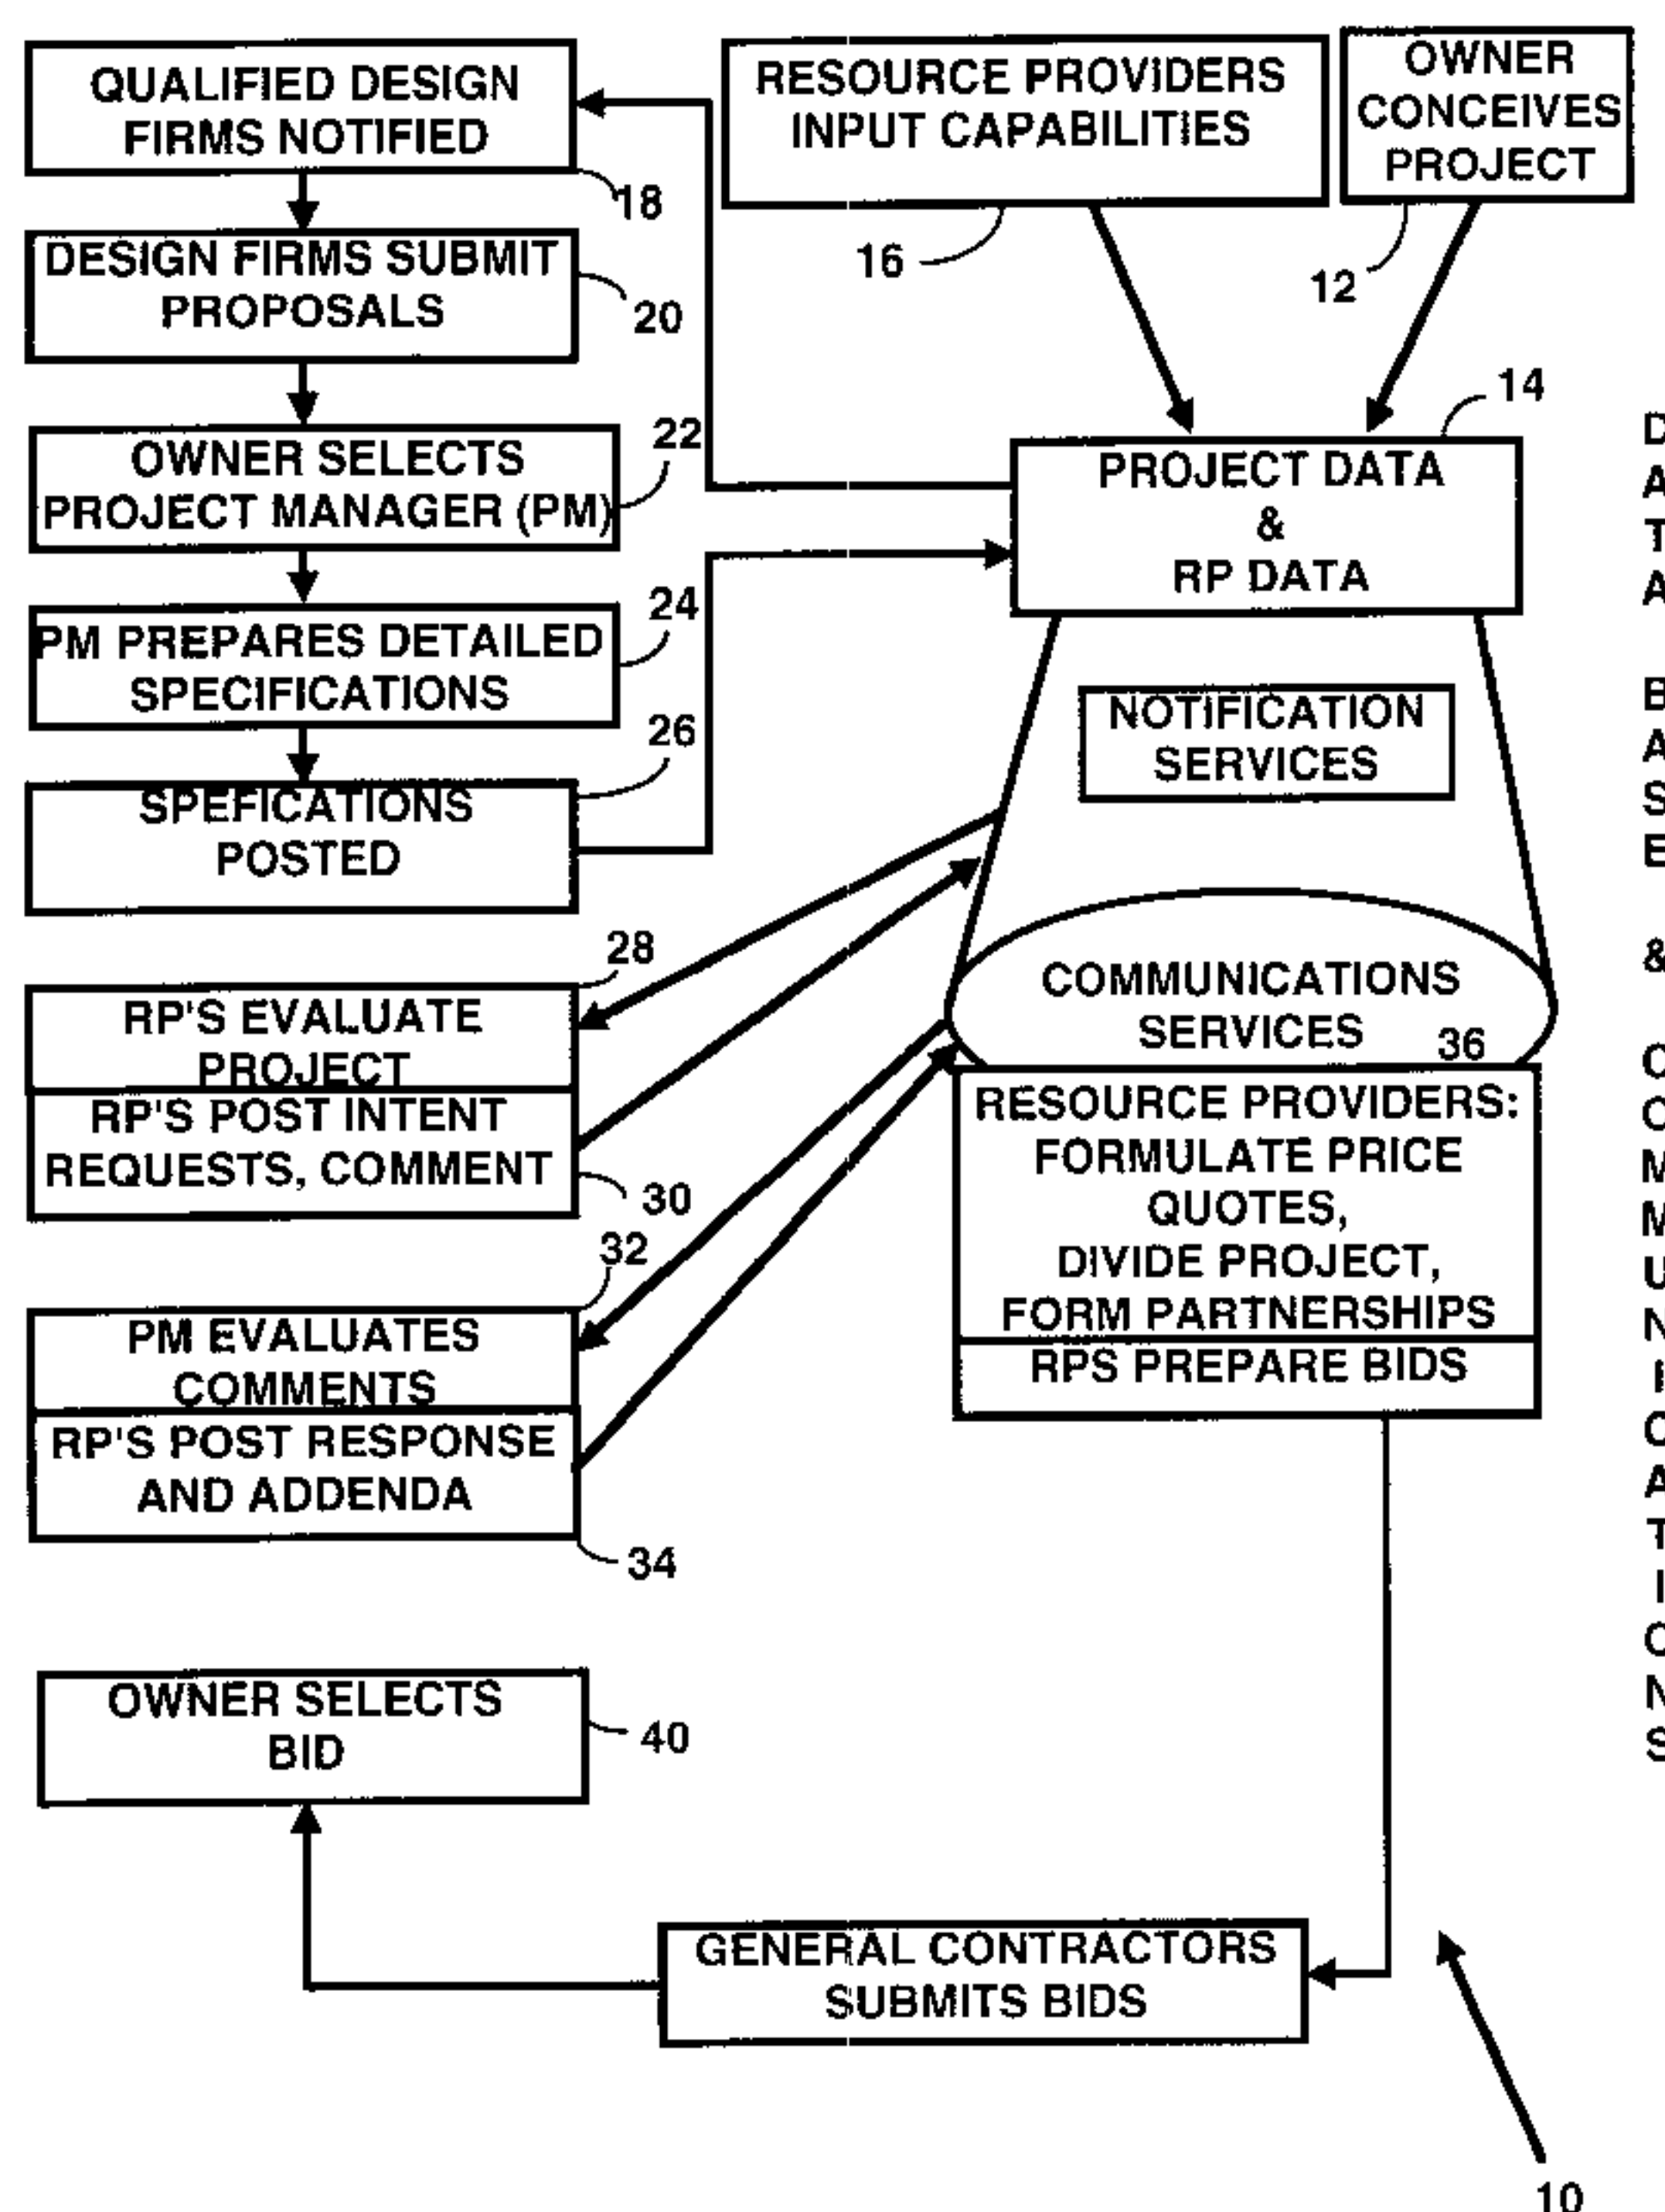 QUALIFIED DESIGN
FIRMS NOTIFIED
18
RESOURCE PROVIDERS
INPUT CAPABILITIES
16
OWNER
CONCEIVES
PROJECT
12
DESIGN FIRMS SUBMIT
PROPOSALS
20
OWNER SELECTS
PROJECT MANAGER (PM)
22
PROJECT DATA
&
RP DATA
14
PM PREPARES DETAILED
SPECIFICATIONS
24
SPEFICATIONS
POSTED
26
NOTIFICATION
SERVICES
RP'S EVALUATE
PROJECT
28
RP'S POST INTENT
REQUESTS, COMMENT
30
COMMUNICATIONS
SERVICES
36
RESOURCE PROVIDERS:
FORMULATE PRICE
QUOTES,
DIVIDE PROJECT,
FORM PARTNERSHIPS
RPS PREPARE BIDS
PM EVALUATES
COMMENTS
32
RP'S POST RESPONSE
AND ADDENDA
34
OWNER SELECTS
BID
40
GENERAL CONTRACTORS
SUBMITS BIDS
10
DATA BASE & COMMUNICATIONS